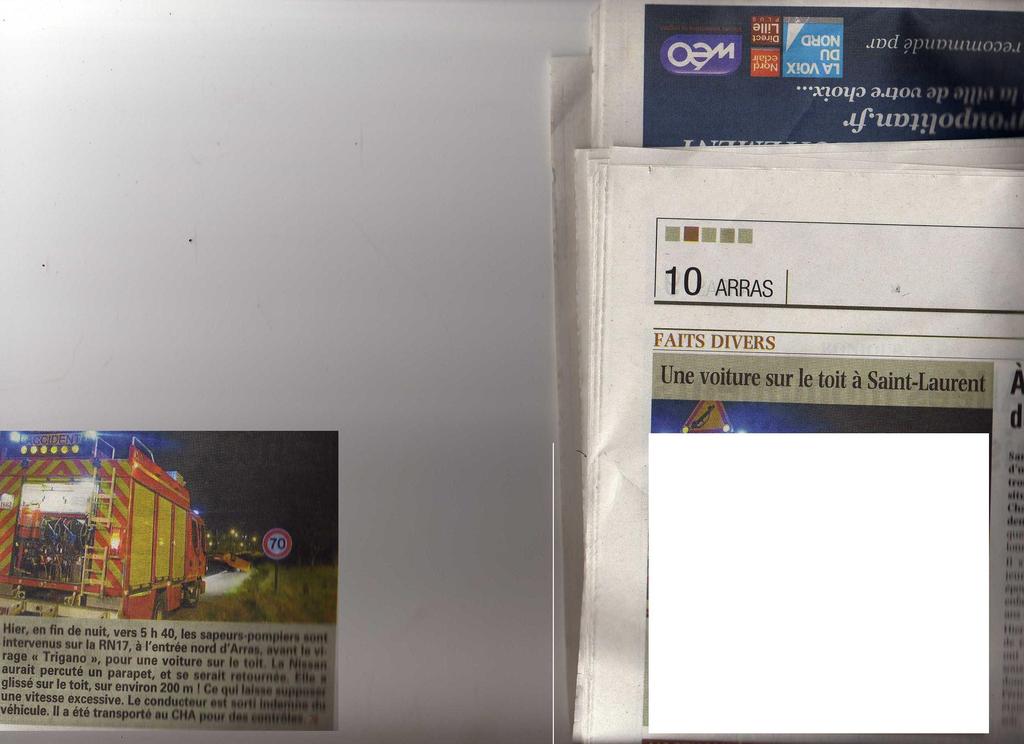 recommandé par
LA VOIX
DU
NORD
Nord
éclair
Direct
Lille
PLUS
wéo
la ville de votre choix...
roupolitan.fr
10 ARRAS
FAITS DIVERS
Une voiture sur le toit à Saint-Laurent
À
d
ACCIDENT
70
Hier, en fin de nuit, vers 5 h 40, les sapeurs-pompiers sont
intervenus sur la RN17, à l'entrée nord d'Arras, avant le vi-
rage « Trigano », pour une voiture sur le toit. La Nissan
aurait percuté un parapet, et se serait retournée. Elle a
glissé sur le toit, sur environ 200 m ! Ce qui laisse supposer
une vitesse excessive. Le conducteur est sorti indemne du
véhicule. Il a été transporté au CHA pour des contrôles.